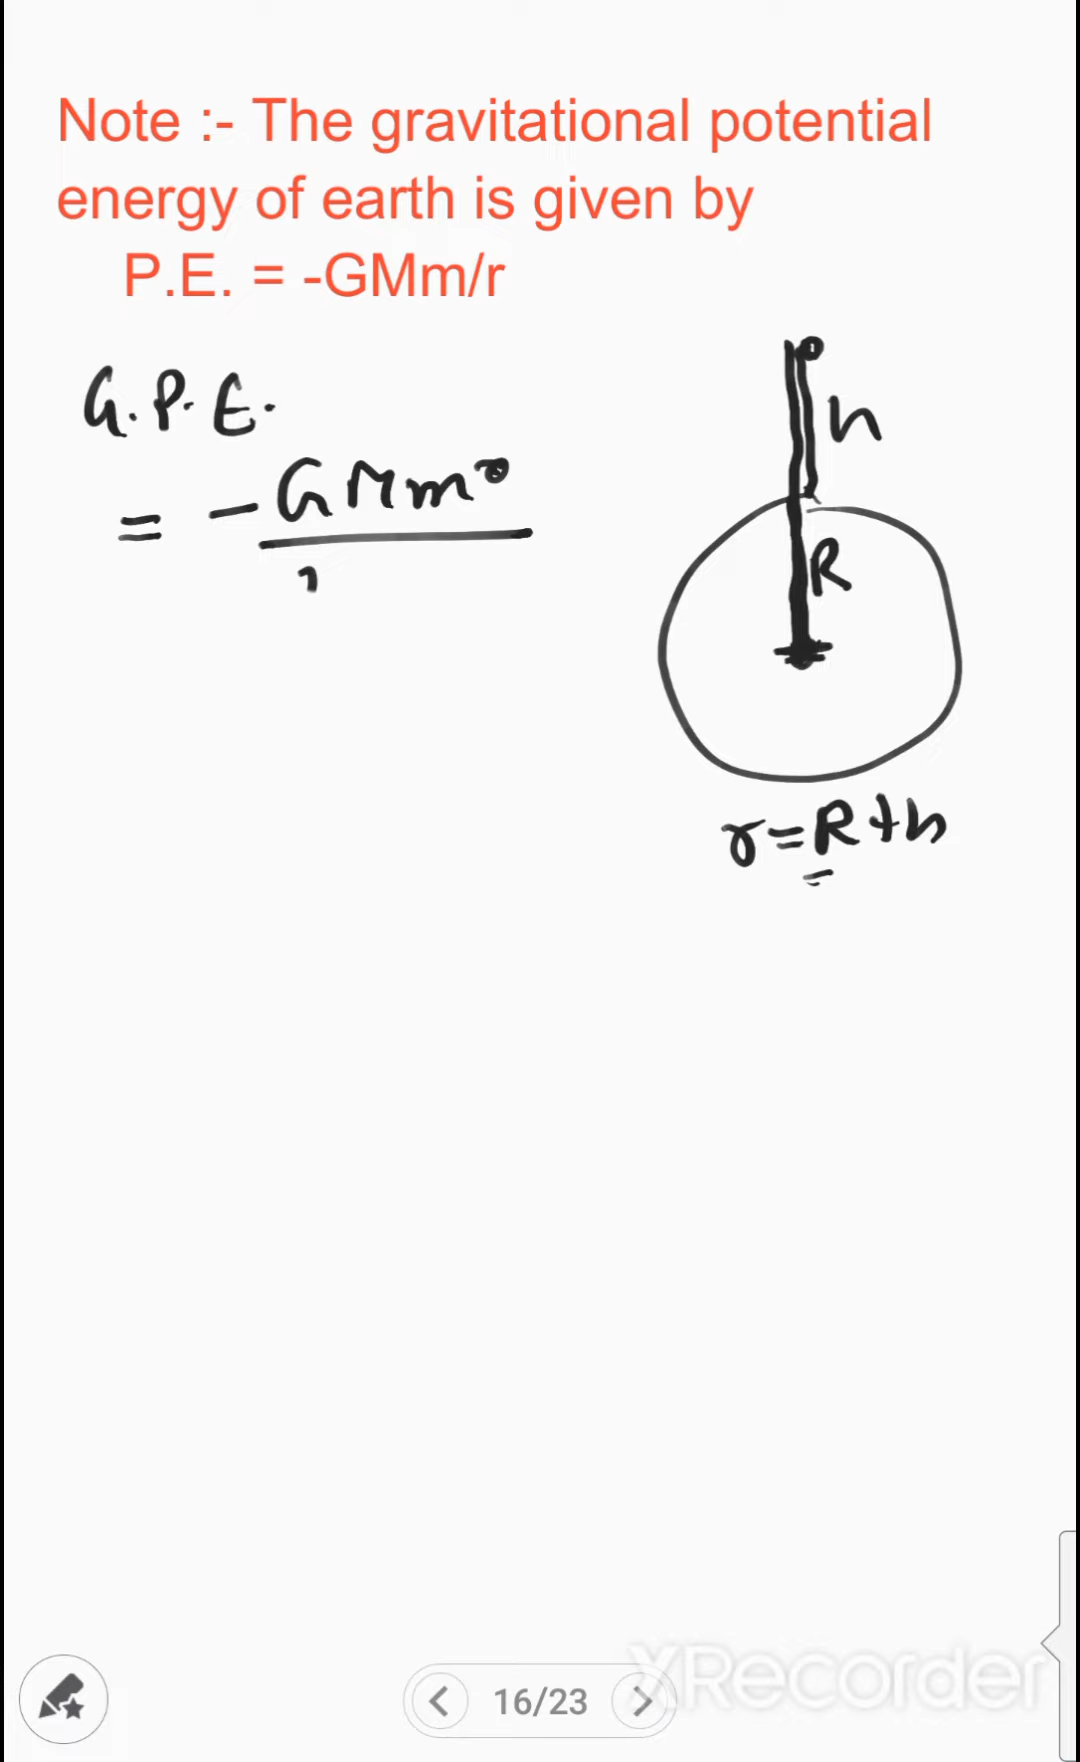 Note :- The gravitational potential
energy of earth is given by
P.E. = -GMm/r
G.P.E.
= -GMm
h
R
r=R+h
16/23
XRecorder